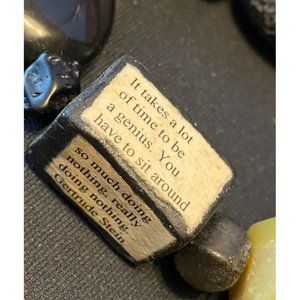 It takes a lot
of time to be
a genius. You
have to sit around
so much doing
nothing, really
doing nothing.
Gertrude Stein